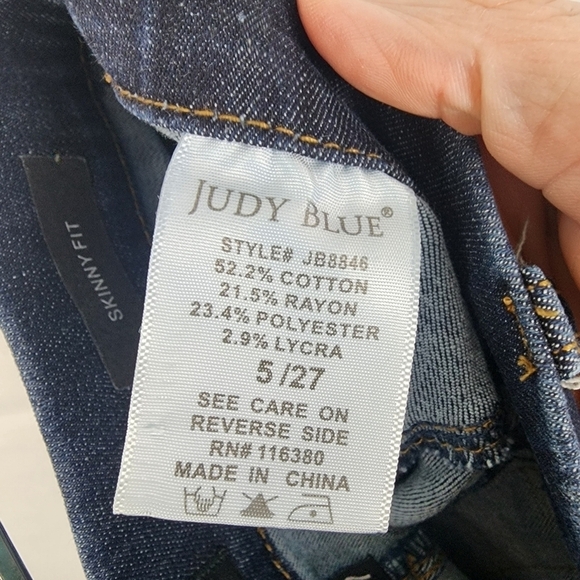 JUDY BLUE®
STYLE# JB8846
52.2% COTTON
21.5% RAYON
23.4% POLYESTER
2.9% LYCRA
5/27
SEE CARE ON
REVERSE SIDE
RN# 116380
MADE IN CHINA
SKINNY FIT